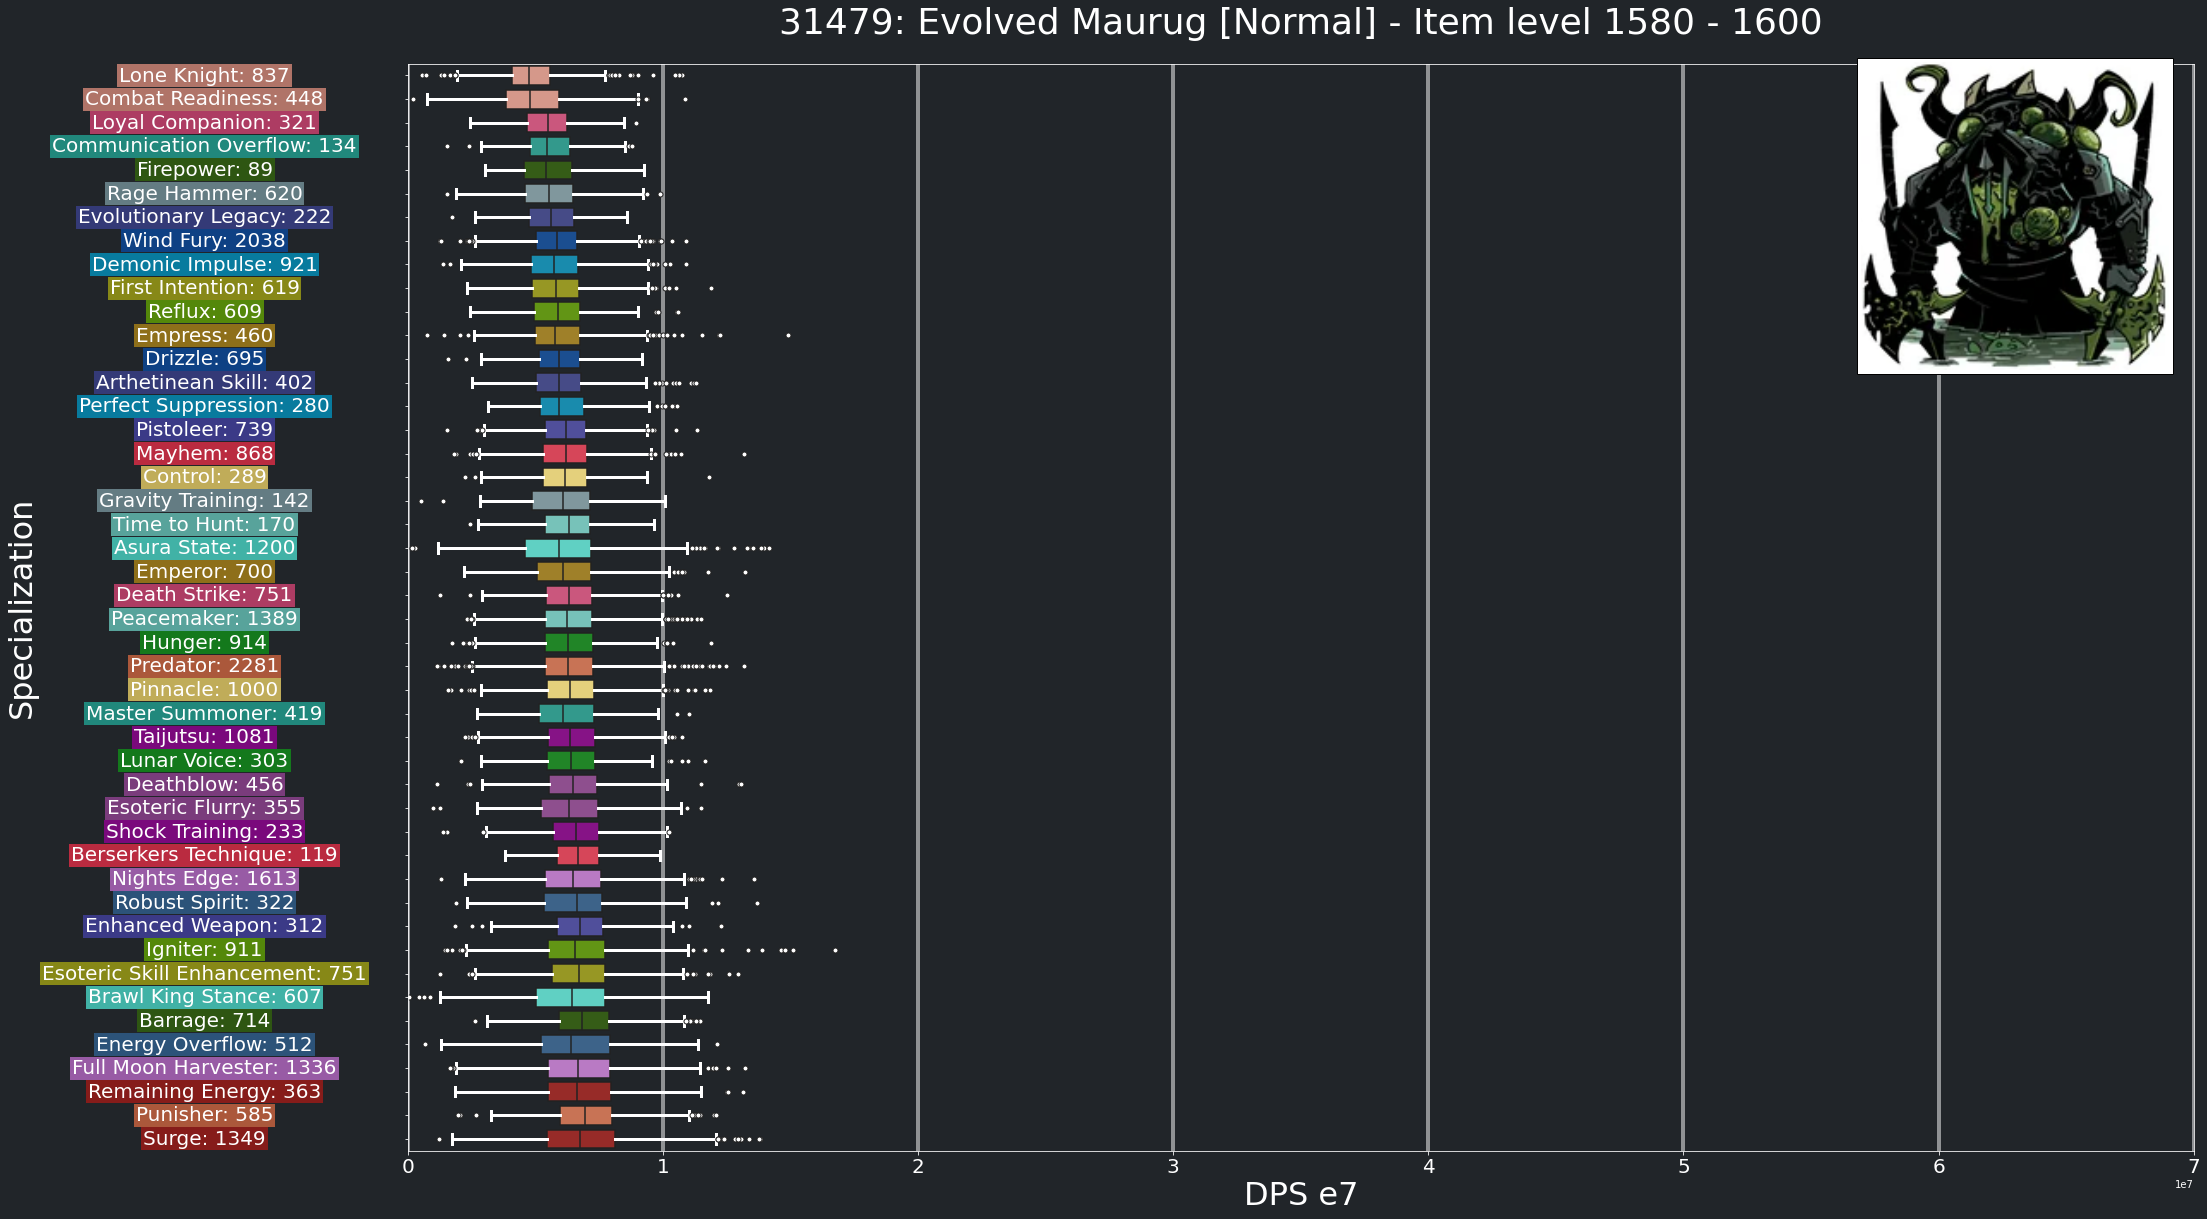 31479: Evolved Maurug [Normal] - Item level 1580 - 1600
Specialization
Lone Knight: 837
Combat Readiness: 448
Loyal Companion: 321
Communication Overflow: 134
Firepower: 89
Rage Hammer: 620
Evolutionary Legacy: 222
Wind Fury: 2038
Demonic Impulse: 921
First Intention: 619
Reflux: 609
Empress: 460
Drizzle: 695
Arthetinean Skill: 402
Perfect Suppression: 280
Pistoleer: 739
Mayhem: 868
Control: 289
Gravity Training: 142
Time to Hunt: 170
Asura State: 1200
Emperor: 700
Death Strike: 751
Peacemaker: 1389
Hunger: 914
Predator: 2281
Pinnacle: 1000
Master Summoner: 419
Taijutsu: 1081
Lunar Voice: 303
Deathblow: 456
Esoteric Flurry: 355
Shock Training: 233
Berserkers Technique: 119
Nights Edge: 1613
Robust Spirit: 322
Enhanced Weapon: 312
Igniter: 911
Esoteric Skill Enhancement: 751
Brawl King Stance: 607
Barrage: 714
Energy Overflow: 512
Full Moon Harvester: 1336
Remaining Energy: 363
Punisher: 585
Surge: 1349
0 1 2 3 4 5 6 7
1e7
DPS e7